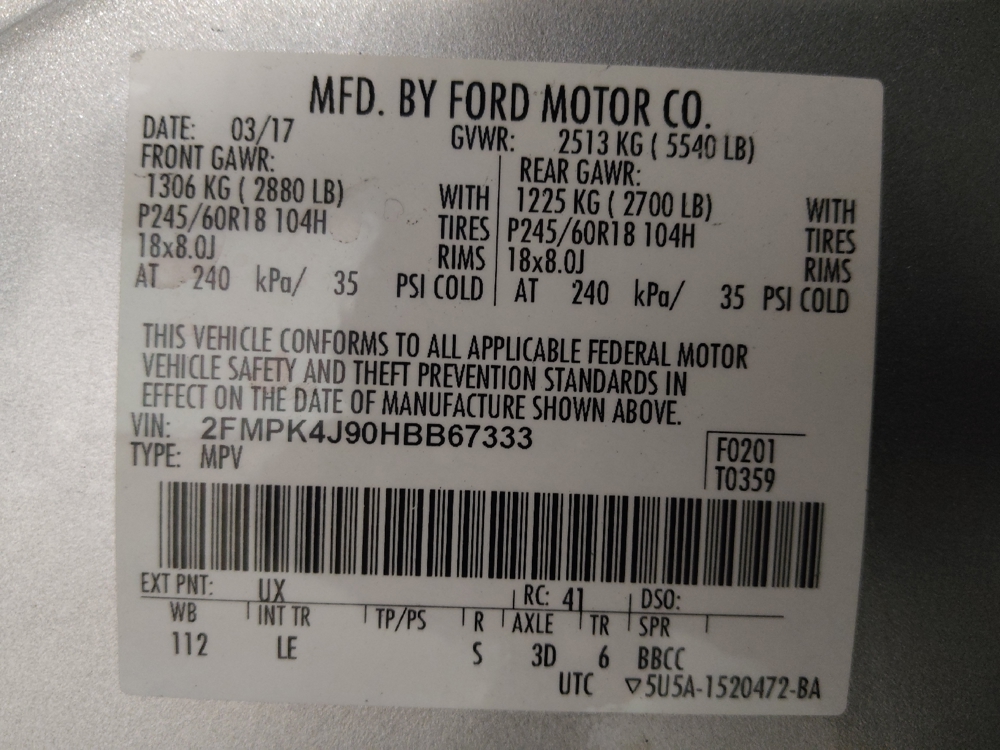 MFD. BY FORD MOTOR CO.
DATE: 03/17 GVWR: 2513 KG ( 5540 LB)
FRONT GAWR: REAR GAWR:
1306 KG ( 2880 LB) WITH 1225 KG ( 2700 LB) WITH
P245/60R18 104H TIRES P245/60R18 104H TIRES
18x8.0J RIMS 18x8.0J RIMS
AT 240 kPa/ 35 PSI COLD AT 240 kPa/ 35 PSI COLD
THIS VEHICLE CONFORMS TO ALL APPLICABLE FEDERAL MOTOR
VEHICLE SAFETY AND THEFT PREVENTION STANDARDS IN
EFFECT ON THE DATE OF MANUFACTURE SHOWN ABOVE.
VIN: 2FMPK4J90HBB67333
TYPE: MPV
F0201
T0359
EXT PNT: UX RC: 41 DSO:
WB INT TR TP/PS R AXLE TR SPR
112 LE S 3D 6 BBCC
UTC ▽5U5A-1520472-BA